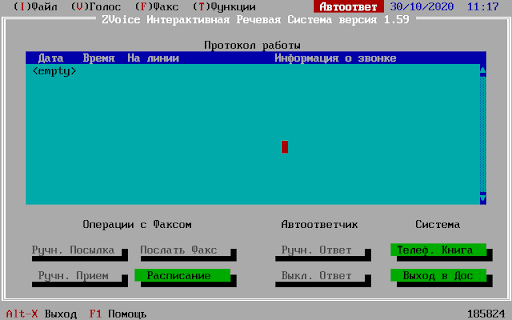 (I)Файл (V)Голос (F)Факс (T)Функции Автоответ 30/10/2020 11:17
ZVoice Интерактивная Речевая Система версия 1.59
Протокол работы
Дата Время На линии Информация о звонке
<empty>
Операции с Факсом Автоответчик Система
Ручн. Посылка Послать Факс Ручн. Ответ Телеф. Книга
Ручн. Прием Расписание Выкл. Ответ Выход в Дос
Alt-X Выход F1 Помощь 185824